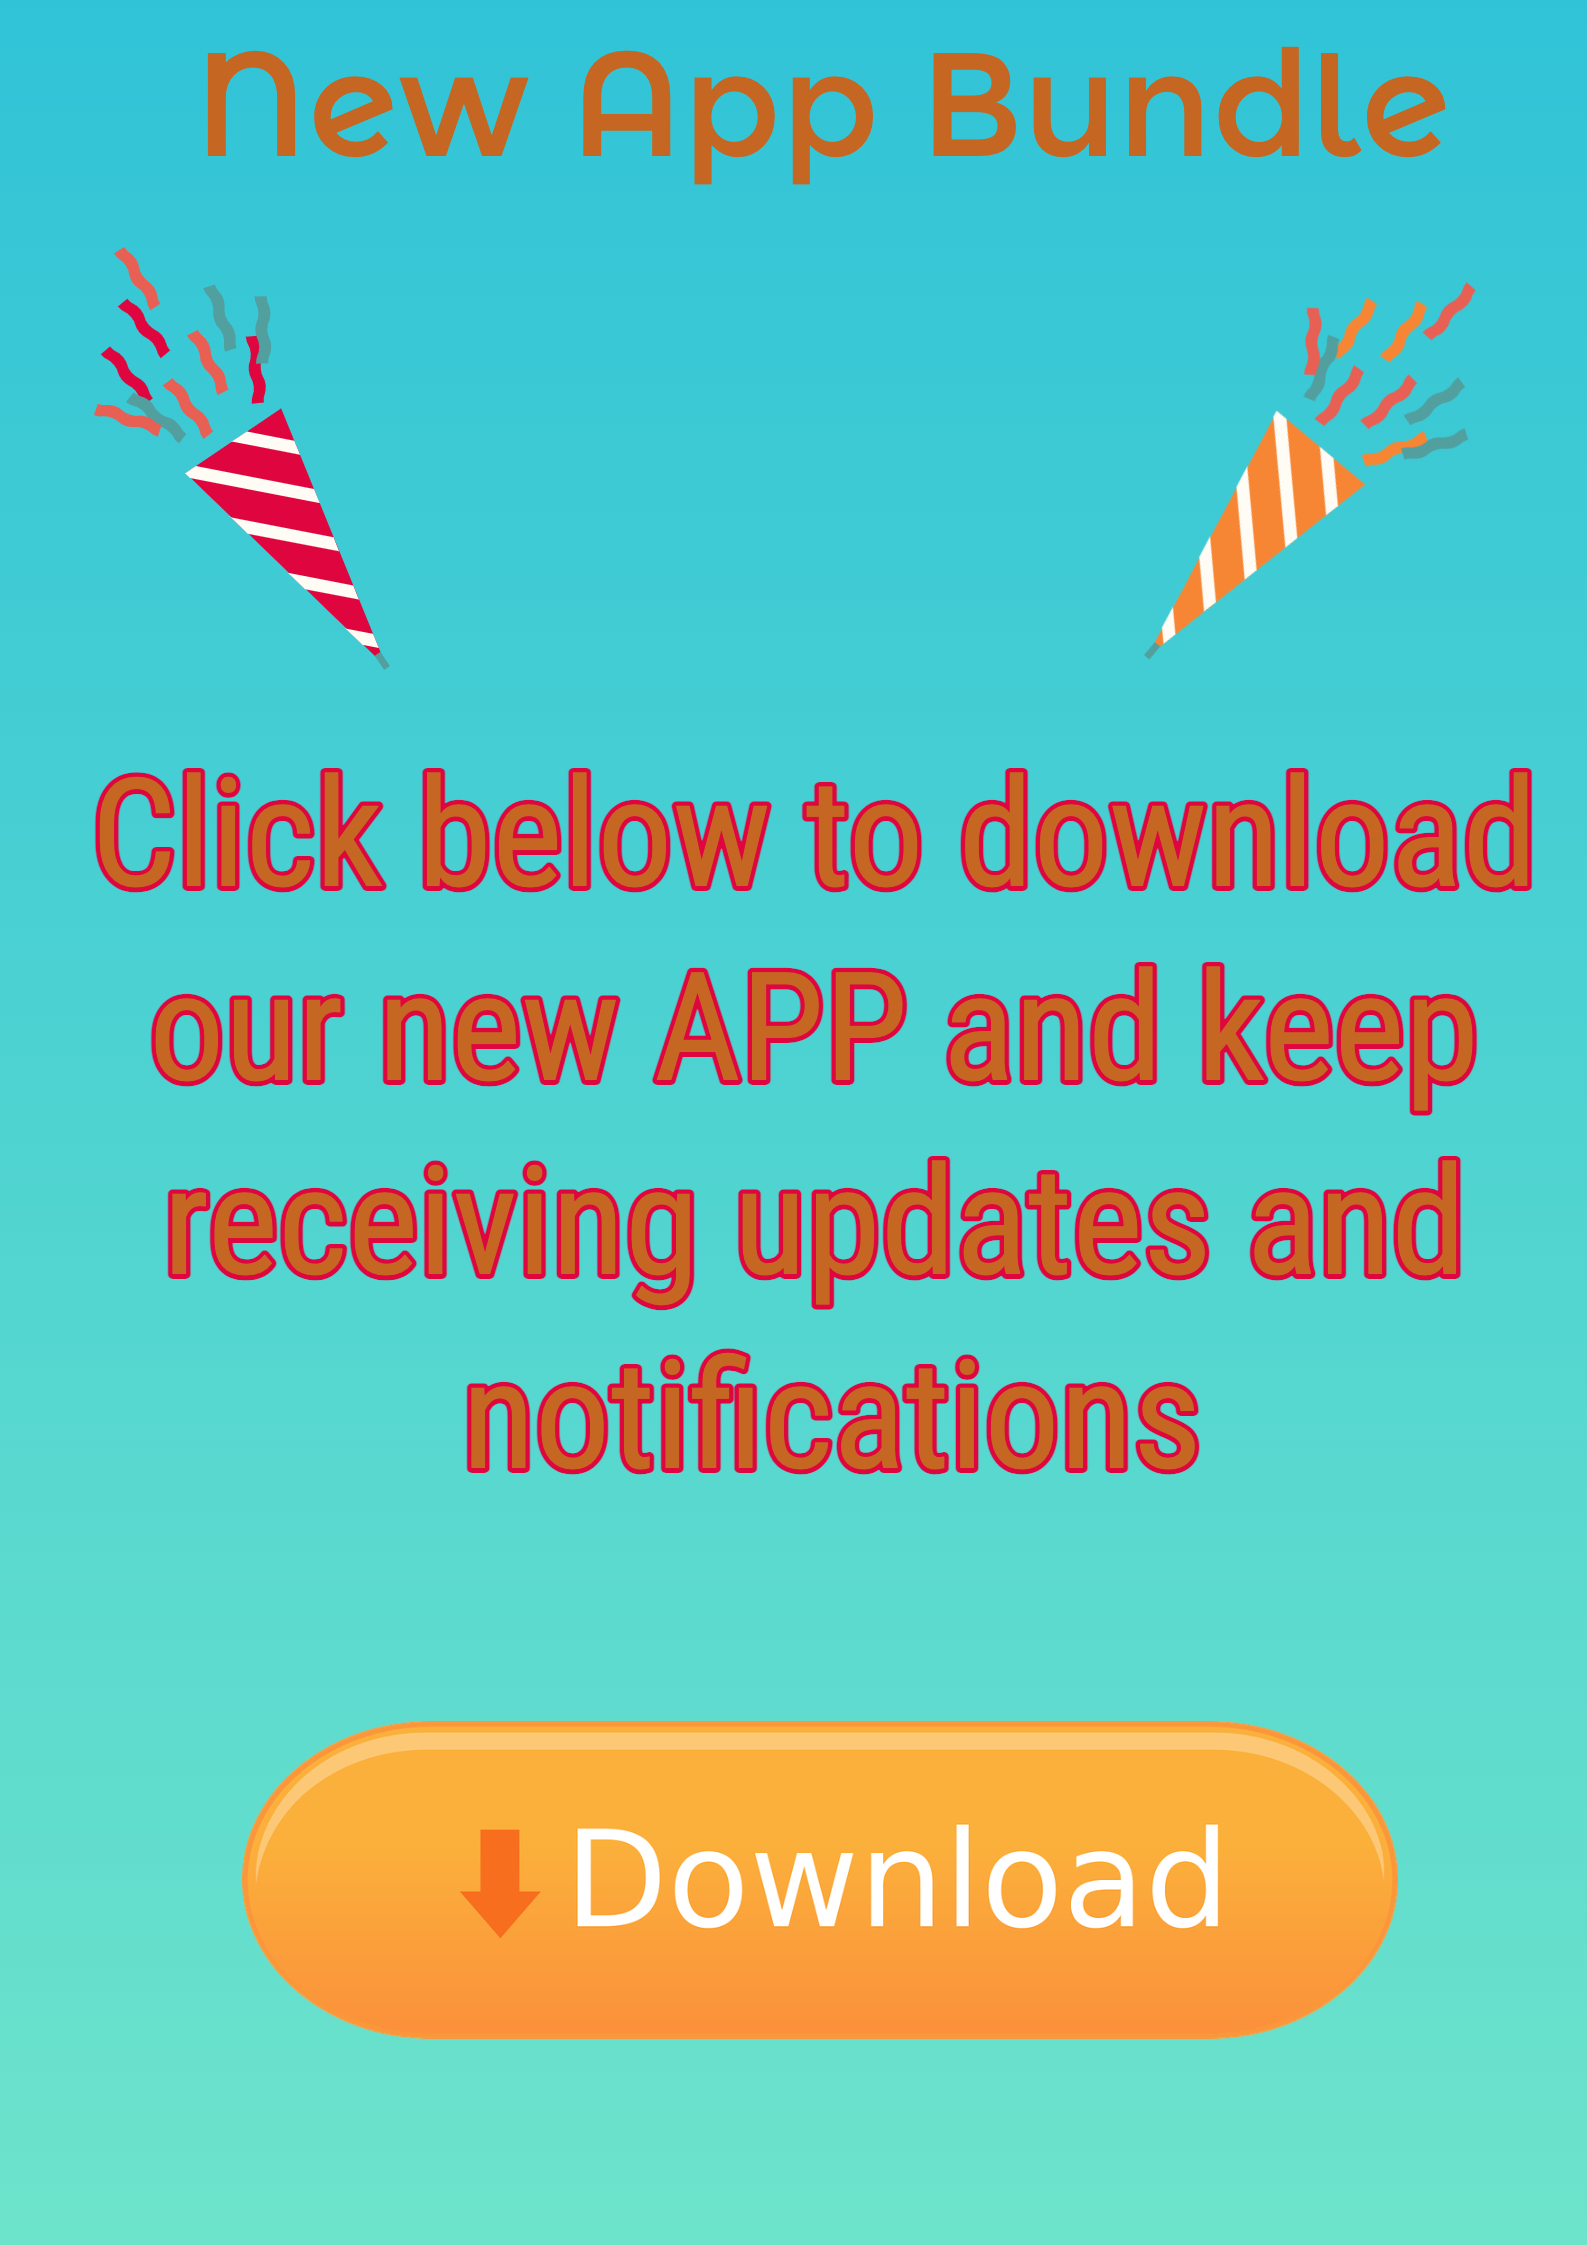 New App Bundle
Click below to download
our new APP and keep
receiving updates and
notifications
Download